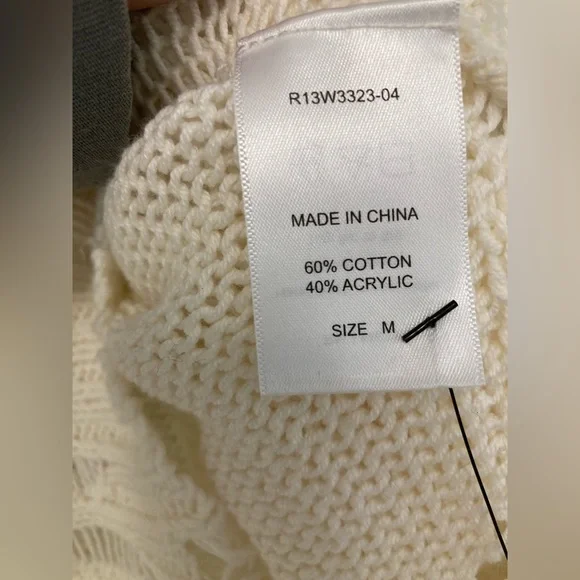 R13W3323-04
MADE IN CHINA
60% COTTON
40% ACRYLIC
SIZE M